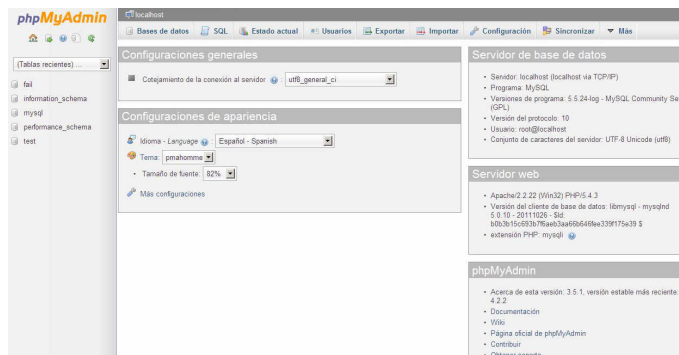 phpMyAdmin
(Tablas recientes) ...
fail
information_schema
mysql
performance_schema
test
localhost
Bases de datos SQL Estado actual Usuarios Exportar Importar Configuración Sincronizar Más
Configuraciones generales
Cotejamiento de la conexión al servidor : utf8_general_ci
Configuraciones de apariencia
Idioma - Language : Español - Spanish
Tema: pmahomme
Tamaño de fuente: 82%
Más configuraciones
Servidor de base de datos
Servidor: localhost (localhost via TCP/IP)
Programa: MySQL
Versiones de programa: 5.5.24-log - MySQL Community Se
(GPL)
Versión del protocolo: 10
Usuario: root@localhost
Conjunto de caracteres del servidor: UTF-8 Unicode (utf8)
Servidor web
Apache/2.2.22 (Win32) PHP/5.4.3
Versión del cliente de base de datos: libmysql - mysqlnd
5.0.10 - 20111026 - $Id:
b0b3b15c693b7f6aeb3aa66b646fee339f175e39 $
extensión PHP: mysqli
phpMyAdmin
Acerca de esta versión: 3.5.1, versión estable más reciente:
4.2.2
Documentación
Wiki
Página oficial de phpMyAdmin
Contribuir
Obtener soporte